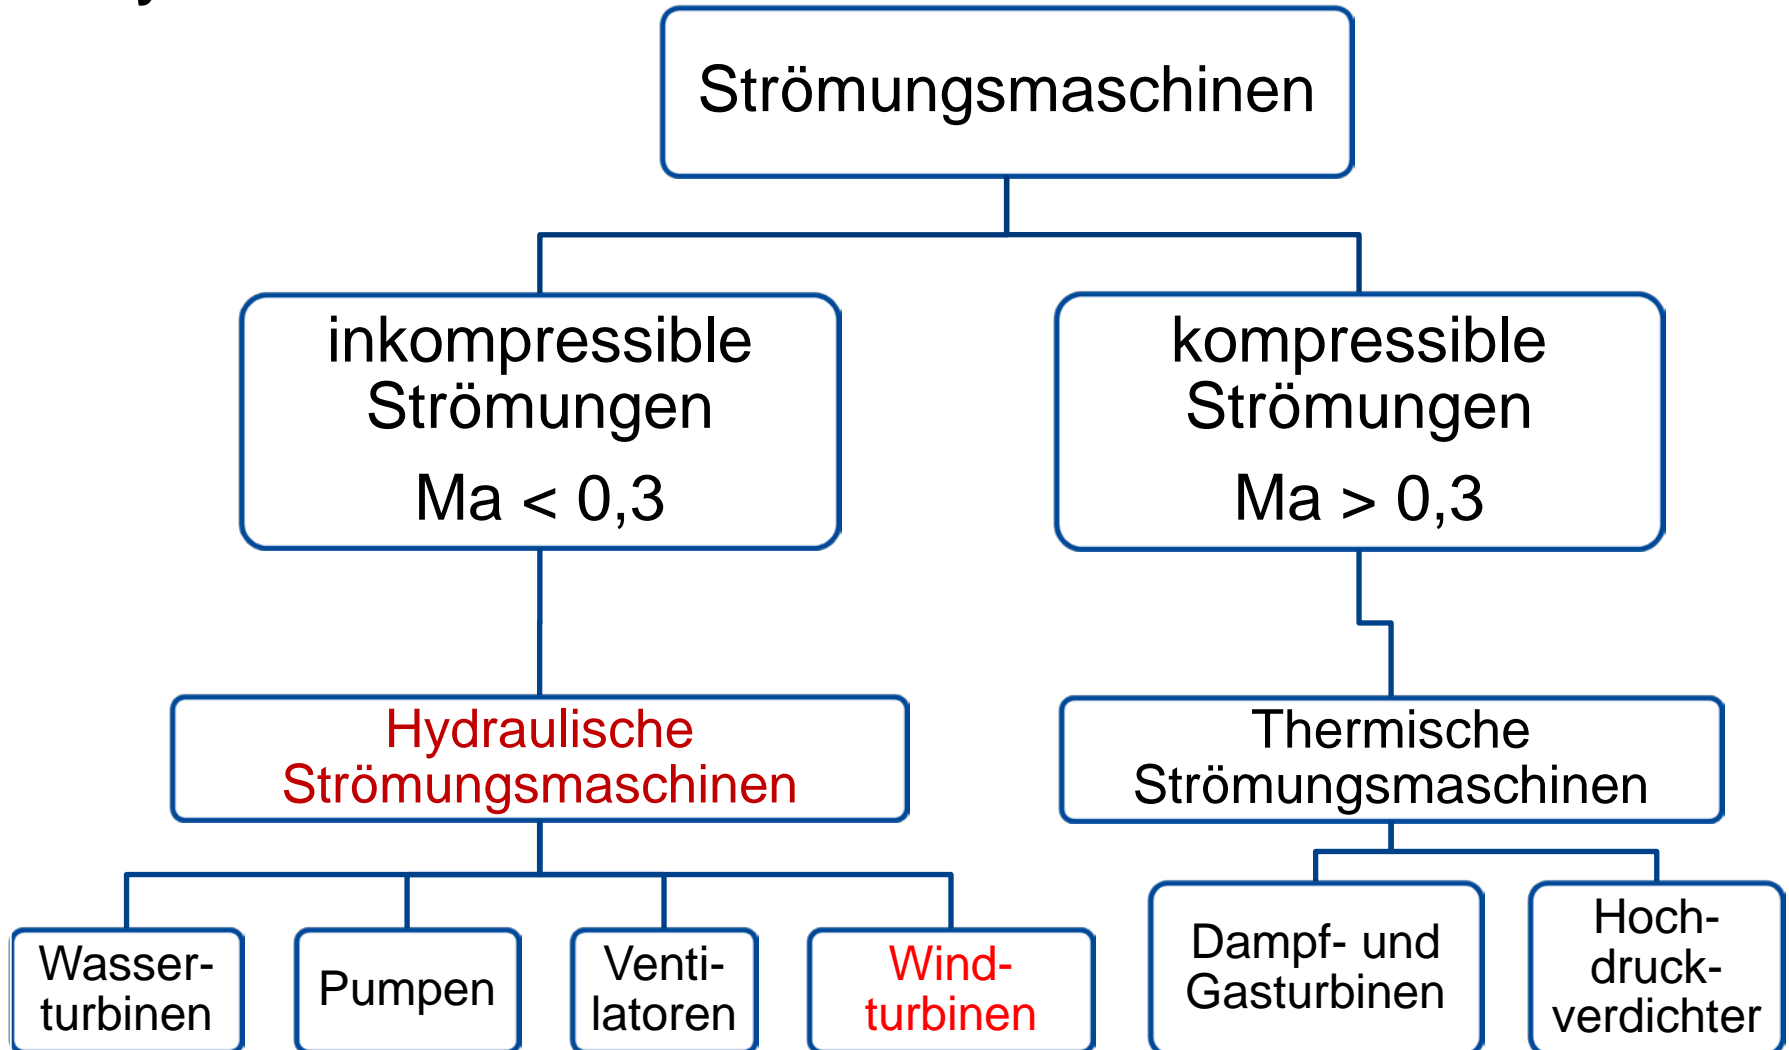 Strömungsmaschinen
inkompressible
Strömungen
Ma < 0,3
kompressible
Strömungen
Ma > 0,3
Hydraulische
Strömungsmaschinen
Thermische
Strömungsmaschinen
Wasser-
turbinen
Pumpen
Venti-
latoren
Wind-
turbinen
Dampf- und
Gasturbinen
Hoch-
druck-
verdichter